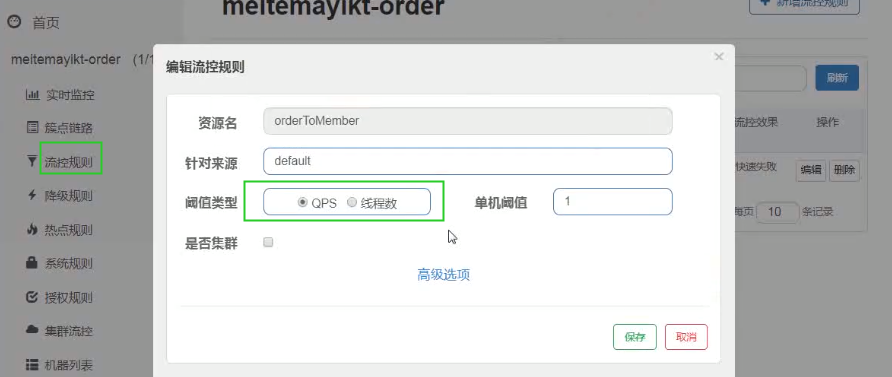 meitemayikt-order
新增流控规则
首页
meitemayikt-order (1/1
实时监控
簇点链路
流控规则
降级规则
热点规则
系统规则
授权规则
集群流控
机器列表
编辑流控规则
×
资源名 orderToMember
针对来源 default
阈值类型 QPS 线程数 单机阈值 1
是否集群
高级选项
保存 取消
刷新
流控效果 操作
快速失败 编辑 删除
每页 10 条记录